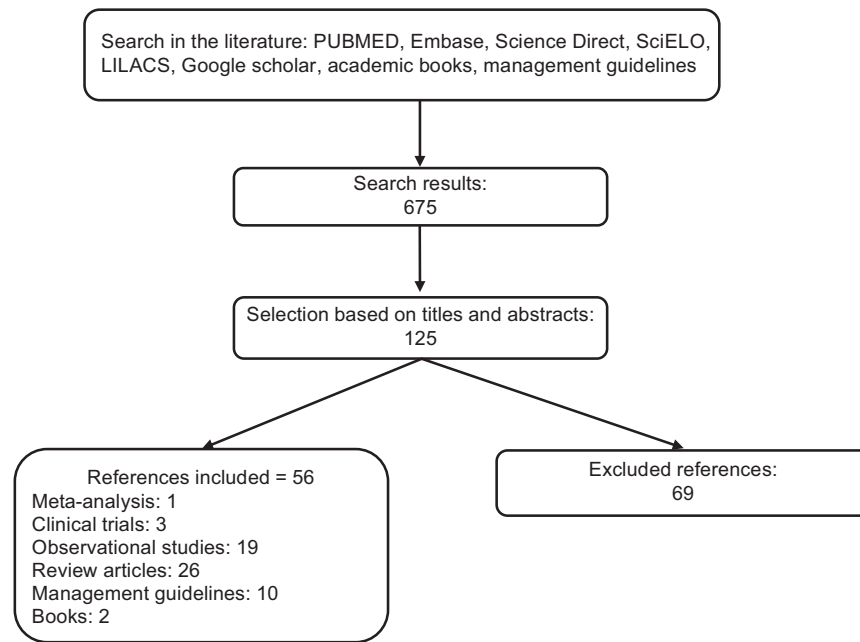 Search in the literature: PUBMED, Embase, Science Direct, SciELO,
LILACS, Google scholar, academic books, management guidelines
Search results:
675
Selection based on titles and abstracts:
125
References included = 56
Meta-analysis: 1
Clinical trials: 3
Observational studies: 19
Review articles: 26
Management guidelines: 10
Books: 2
Excluded references:
69